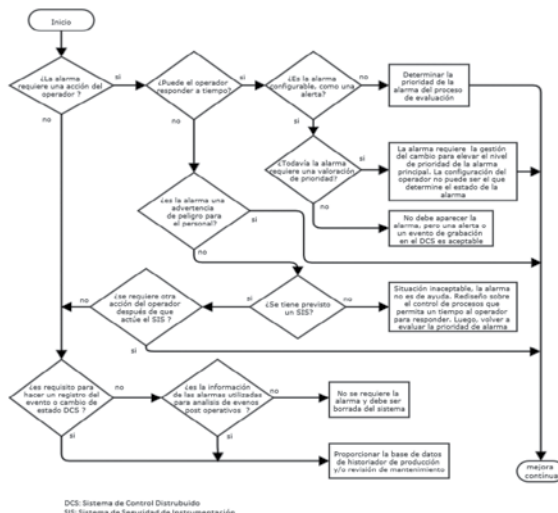 Inicio
¿La alarma
requiere una acción del
operador ?
si
¿Puede el operador
responder a tiempo?
si
¿Es la alarma
configurable, como una
alerta?
no
Determinar la
prioridad de la
alarma del proceso
de evaluación
no
no
si
¿Todavía la alarma
requiere una valoración
de prioridad?
si
La alarma requiere la gestión
del cambio para elevar el nivel
de prioridad de la alarma
principal. La configuración del
operador no puede ser el que
determine el estado de la
alarma
no
¿es la alarma una
advertencia
de peligro para
el personal?
si
No debe aparecer la
alarma, pero una alerta o
un evento de grabación
en el DCS es aceptable
no
no
¿se requiere otra
acción del operador
después de que
actúe el SIS ?
si
¿Se tiene previsto
un SIS?
no
Situación inaceptable, la alarma
no es de ayuda. Rediseño sobre
el control de procesos que
permita un tiempo al operador
para responder. Luego, volver a
evaluar la prioridad de alarma
si
¿es requisito para
hacer un registro del
evento o cambio de
estado DCS ?
no
¿es la información
de las alarmas utilizadas
para analisis de evenos
post operativos ?
no
No se requiere la
alarma y debe ser
borrada del sistema
si
si
Proporcionar la base de datos
de historiador de producción
y/o revisión de mantenimiento
mejora
continua
DCS: Sistema de Control Distrubuido
SIS: Sistema de Seguridad de Instrumentación